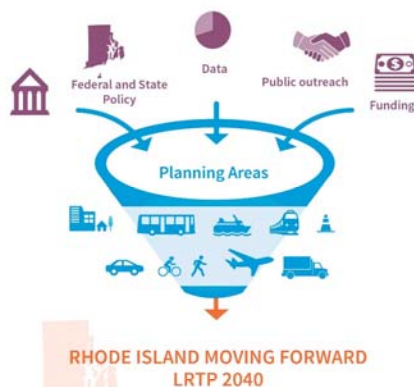 Federal and State
Policy
Data
Public outreach
Funding
Planning Areas
RHODE ISLAND MOVING FORWARD
LRTP 2040